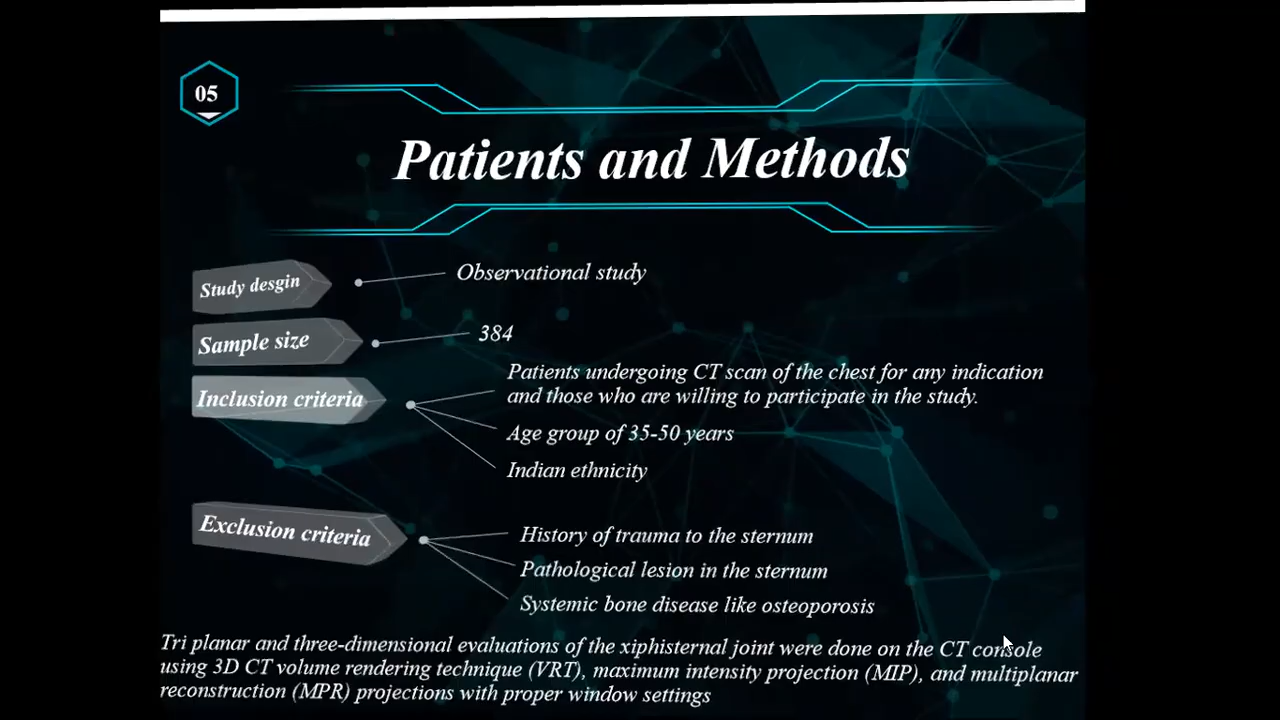 05
Patients and Methods
Study desgin
Observational study
Sample size
384
Inclusion criteria
Patients undergoing CT scan of the chest for any indication
and those who are willing to participate in the study.
Age group of 35-50 years
Indian ethnicity
Exclusion criteria
History of trauma to the sternum
Pathological lesion in the sternum
Systemic bone disease like osteoporosis
Tri planar and three-dimensional evaluations of the xiphisternal joint were done on the CT console
using 3D CT volume rendering technique (VRT), maximum intensity projection (MIP), and multiplanar
reconstruction (MPR) projections with proper window settings